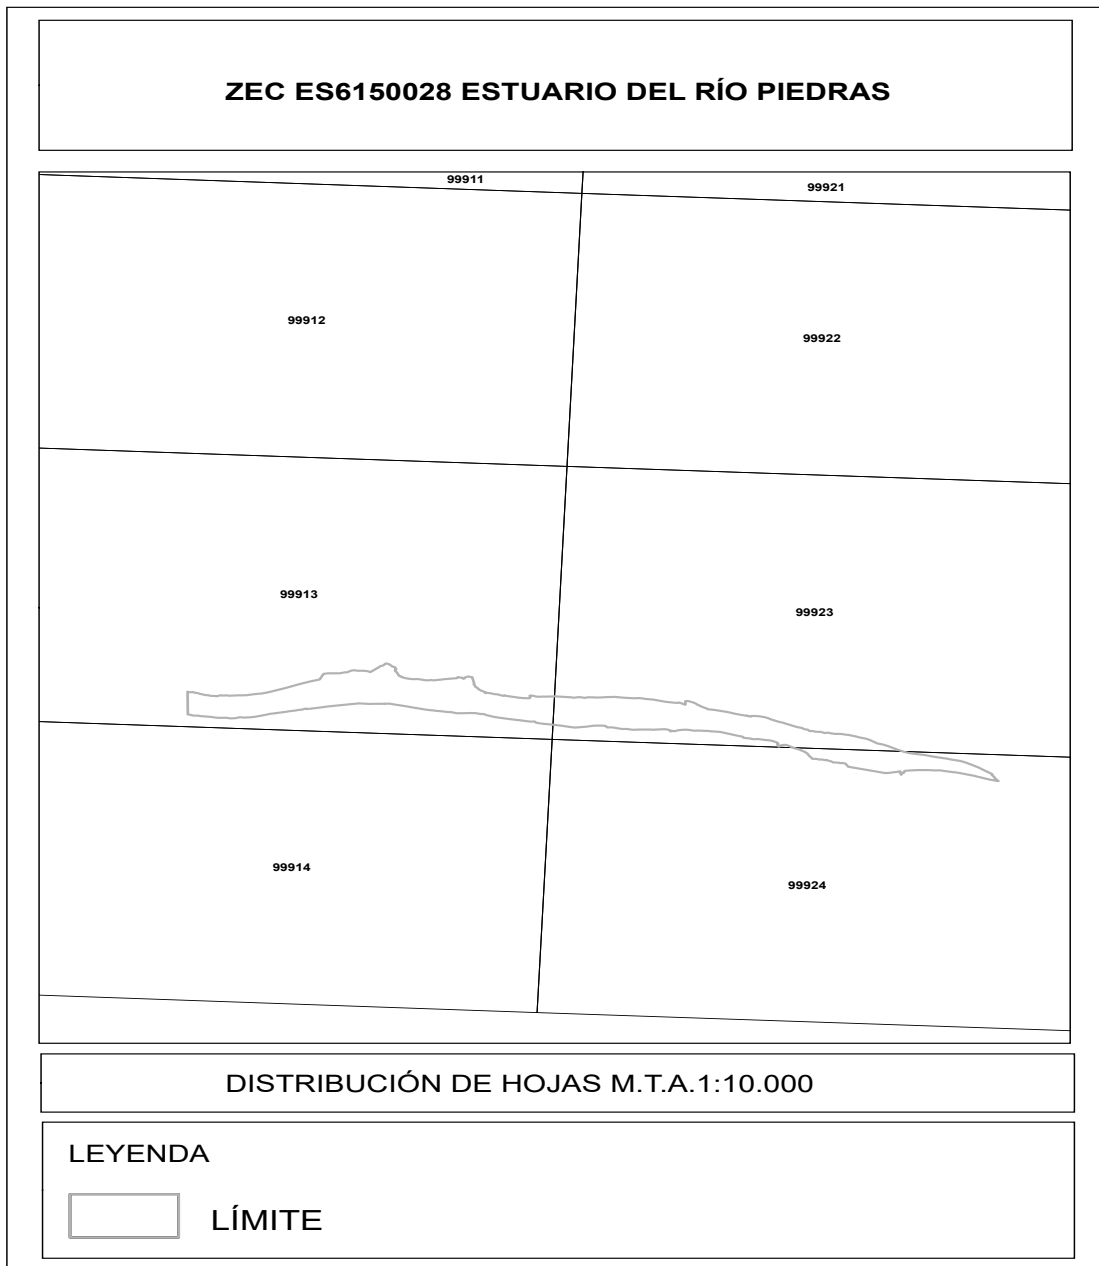 ZEC ES6150028 ESTUARIO DEL RÍO PIEDRAS
99911
99921
99912
99922
99913
99923
99914
99924
DISTRIBUCIÓN DE HOJAS M.T.A.1:10.000
LEYENDA
LÍMITE